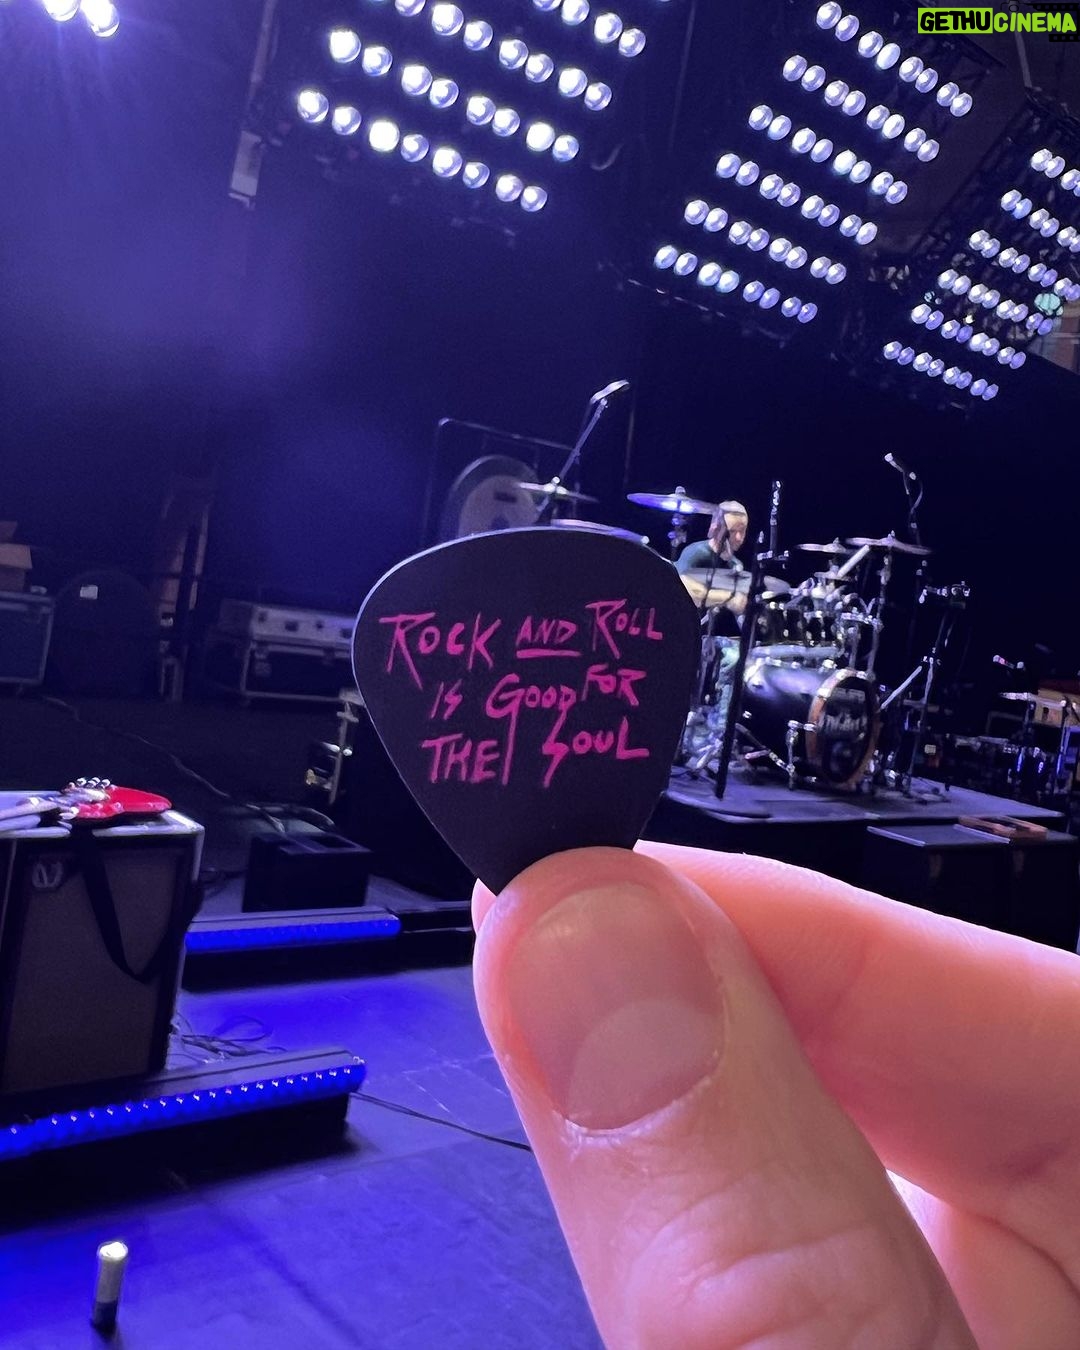 GETHUCINEMA
ROCK AND ROLL
IS GOOD FOR
THE SOUL